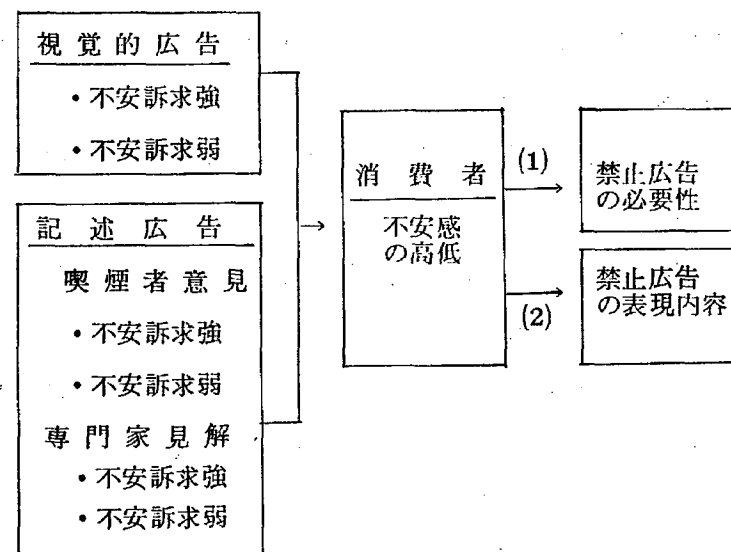 視覚的広告
・不安訴求強
・不安訴求弱
記述広告
喫煙者意見
・不安訴求強
・不安訴求弱
専門家見解
・不安訴求強
・不安訴求弱
消費者
不安感
の高低
(1)
(2)
禁止広告
の必要性
禁止広告
の表現内容